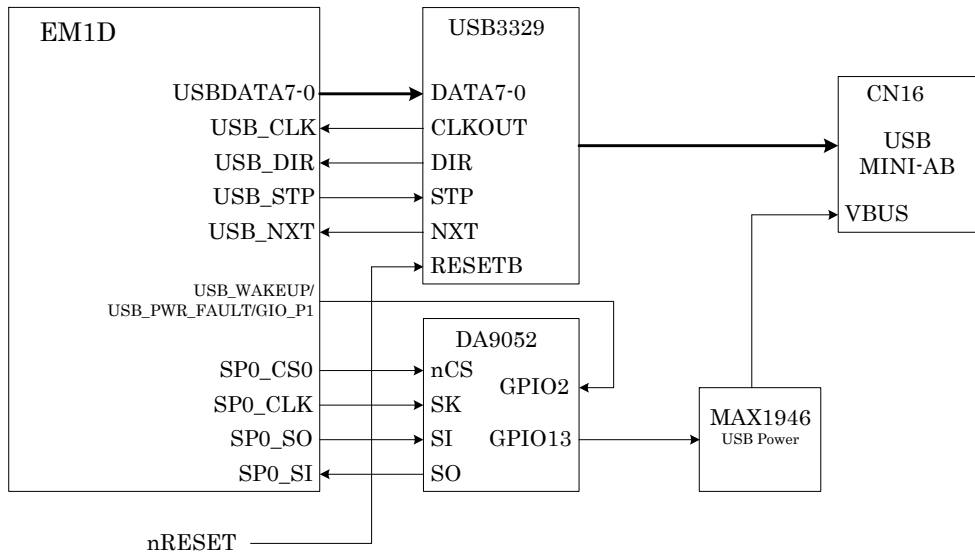 EM1D
USB3329
USBDATA7-0 DATA7-0
USB_CLK CLKOUT
USB_DIR DIR
USB_STP STP
USB_NXT NXT
RESETB
CN16
USB
MINI-AB
VBUS
USB_WAKEUP/
USB_PWR_FAULT/GIO_P1
DA9052
SP0_CS0 nCS
GPIO2
SP0_CLK SK
SP0_SO SI
GPIO13
SP0_SI SO
MAX1946
USB Power
nRESET